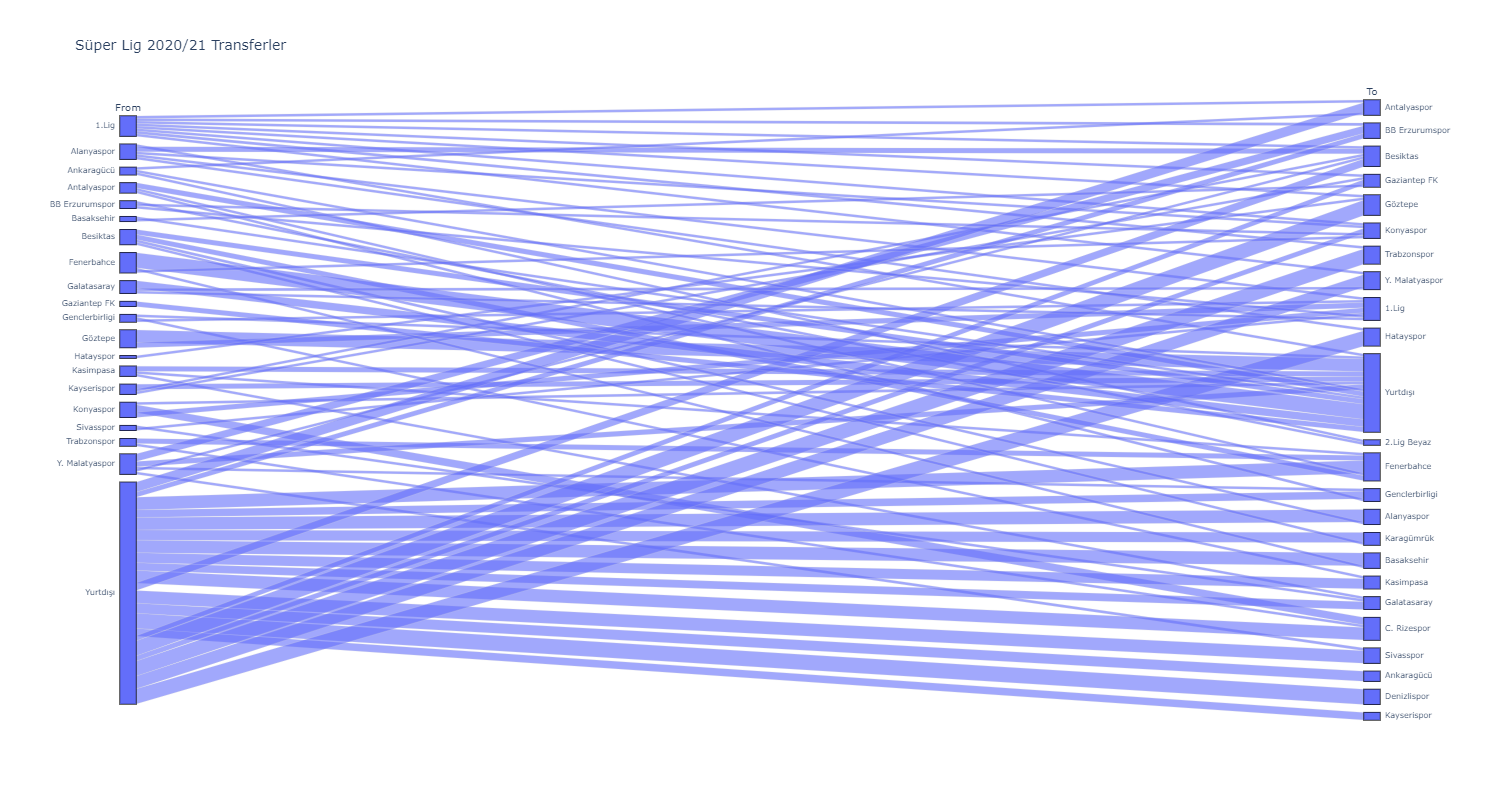 Süper Lig 2020/21 Transferler
From
1.Lig
Alanyaspor
Ankaragücü
Antalyaspor
BB Erzurumspor
Basaksehir
Besiktas
Fenerbahce
Galatasaray
Gaziantep FK
Genclerbirligi
Göztepe
Hatayspor
Kasimpasa
Kayserispor
Konyaspor
Sivasspor
Trabzonspor
Y. Malatyaspor
Yurtdışı
To
Antalyaspor
BB Erzurumspor
Besiktas
Gaziantep FK
Göztepe
Konyaspor
Trabzonspor
Y. Malatyaspor
1.Lig
Hatayspor
Yurtdışı
2.Lig Beyaz
Fenerbahce
Genclerbirligi
Alanyaspor
Karagümrük
Basaksehir
Kasimpasa
Galatasaray
C. Rizespor
Sivasspor
Ankaragücü
Denizlispor
Kayserispor